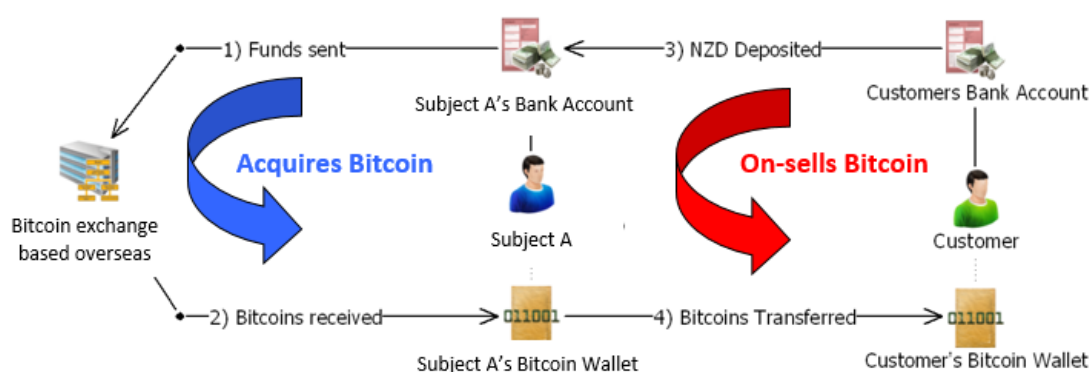 1) Funds sent
3) NZD Deposited
Subject A's Bank Account
Customers Bank Account
Acquires Bitcoin
On-sells Bitcoin
Bitcoin exchange
based overseas
Subject A
Customer
2) Bitcoins received
011001
4) Bitcoins Transferred
011001
Subject A's Bitcoin Wallet
Customer's Bitcoin Wallet